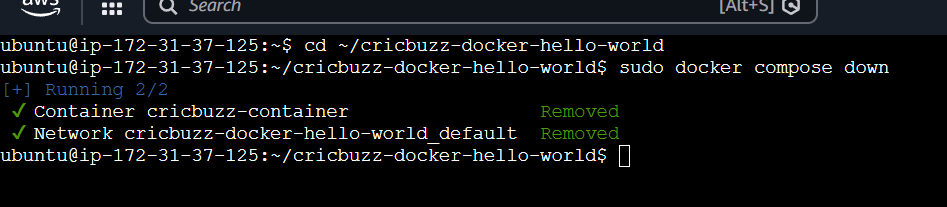 aws
Search
[Alt+S]
ubuntu@ip-172-31-37-125:~$ cd ~/cricbuzz-docker-hello-world
ubuntu@ip-172-31-37-125:~/cricbuzz-docker-hello-world$ sudo docker compose down
[+] Running 2/2
✓ Container cricbuzz-container Removed
✓ Network cricbuzz-docker-hello-world_default Removed
ubuntu@ip-172-31-37-125:~/cricbuzz-docker-hello-world$